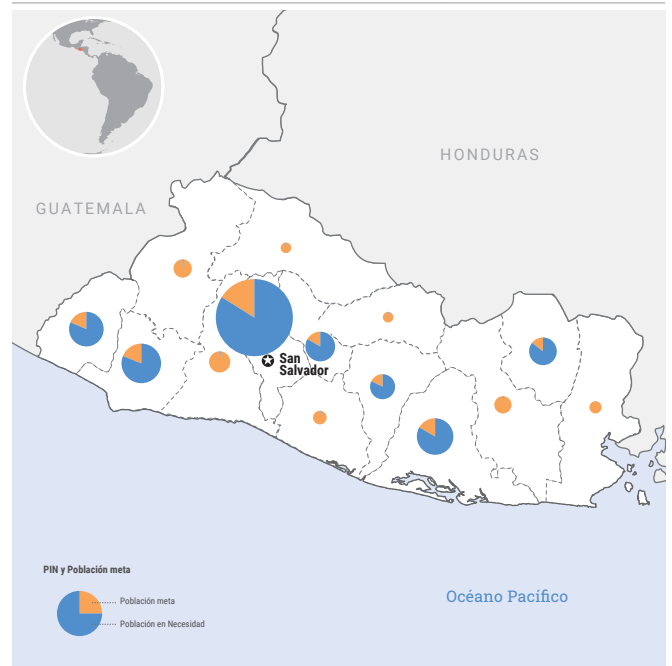 HONDURAS
GUATEMALA
San
Salvador
PIN y Población meta
Población meta
Población en Necesidad
Océano Pacífico